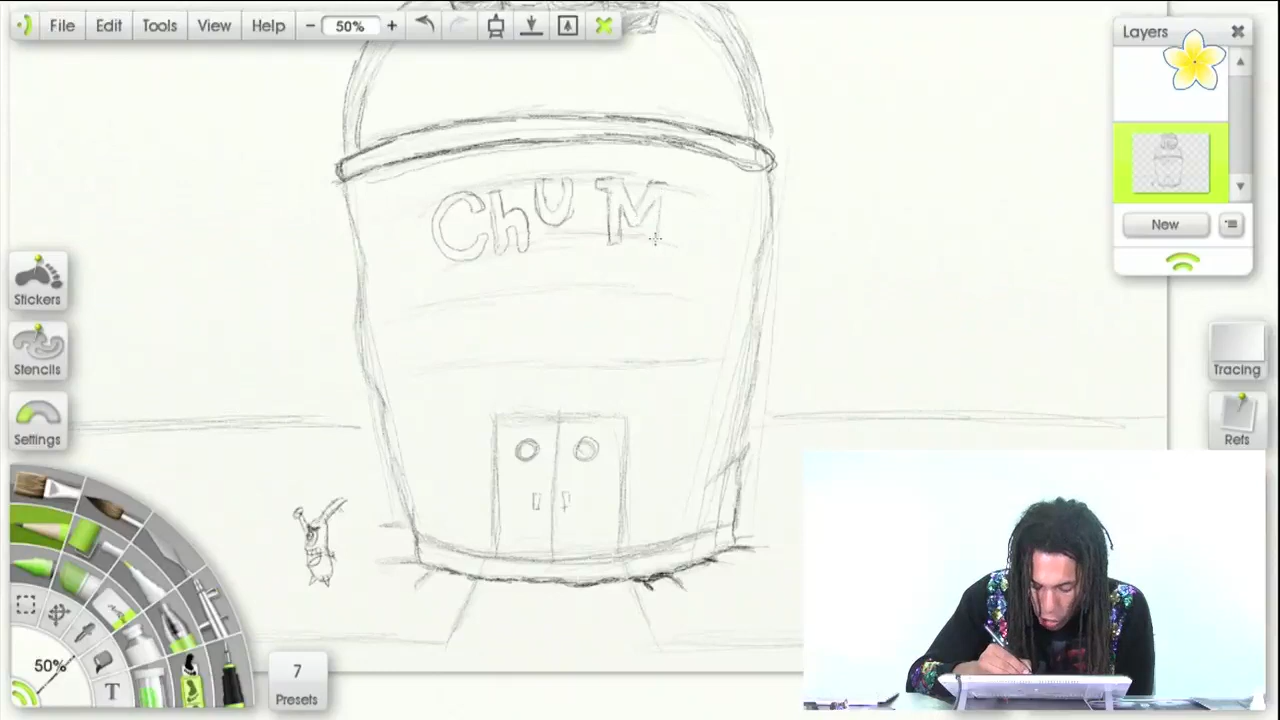 File Edit Tools View Help − 50% +
Layers
New
ChUM
Stickers
Stencils
Settings
Tracing
Refs
50%
T
7
Presets